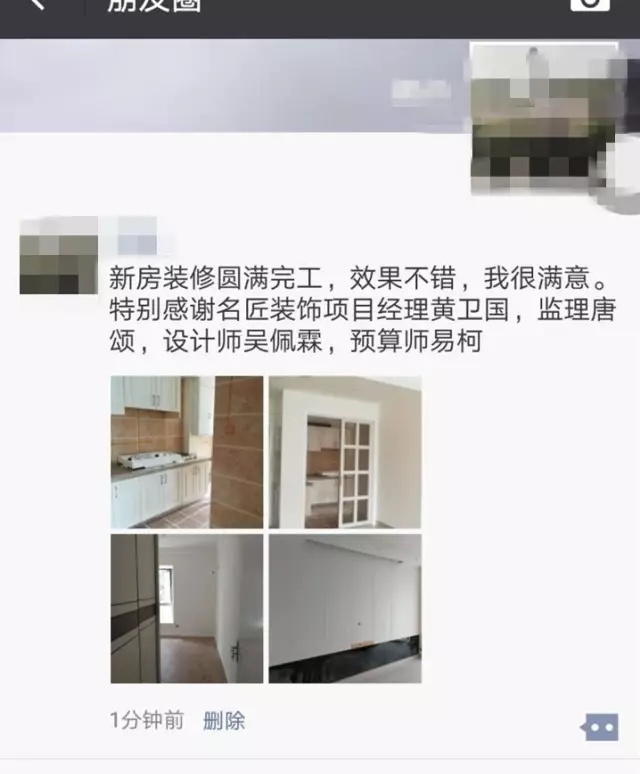 朋友圈
新房装修圆满完工，效果不错，我很满意。
特别感谢名匠装饰项目经理黄卫国，监理唐
颂，设计师吴佩霖，预算师易柯
1分钟前 删除